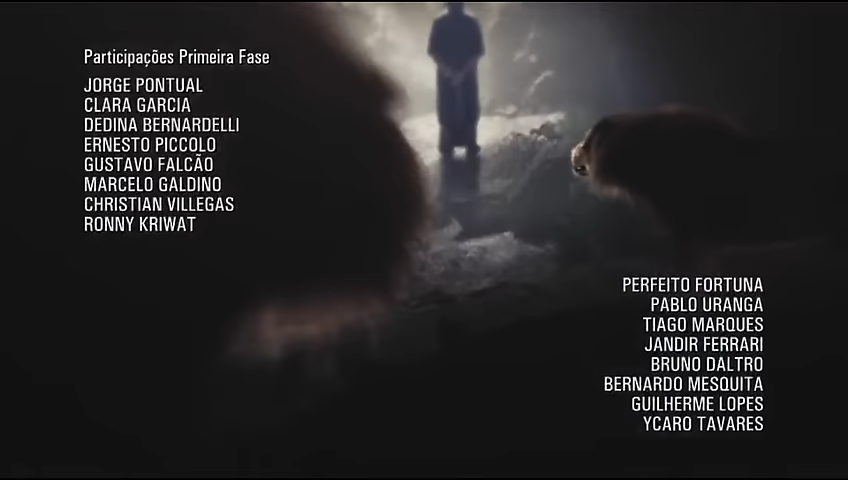 Participações Primeira Fase
JORGE PONTUAL
CLARA GARCIA
DEDINA BERNARDELLI
ERNESTO PICCOLO
GUSTAVO FALCÃO
MARCELO GALDINO
CHRISTIAN VILLEGAS
RONNY KRIWAT
PERFEITO FORTUNA
PABLO URANGA
TIAGO MARQUES
JANDIR FERRARI
BRUNO DALTRO
BERNARDO MESQUITA
GUILHERME LOPES
YCARO TAVARES